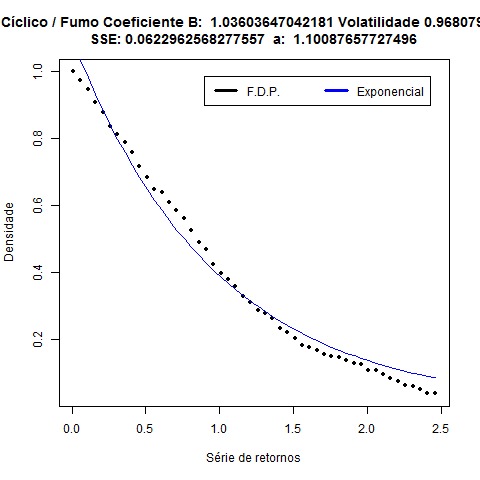 Cíclico / Fumo Coeficiente B: 1.03603647042181 Volatilidade 0.968079
SSE: 0.0622962568277557 a: 1.10087657727496
F.D.P.
Exponencial
Densidade
1.0
0.8
0.6
0.4
0.2
0.0
0.5
1.0
1.5
2.0
2.5
Série de retornos